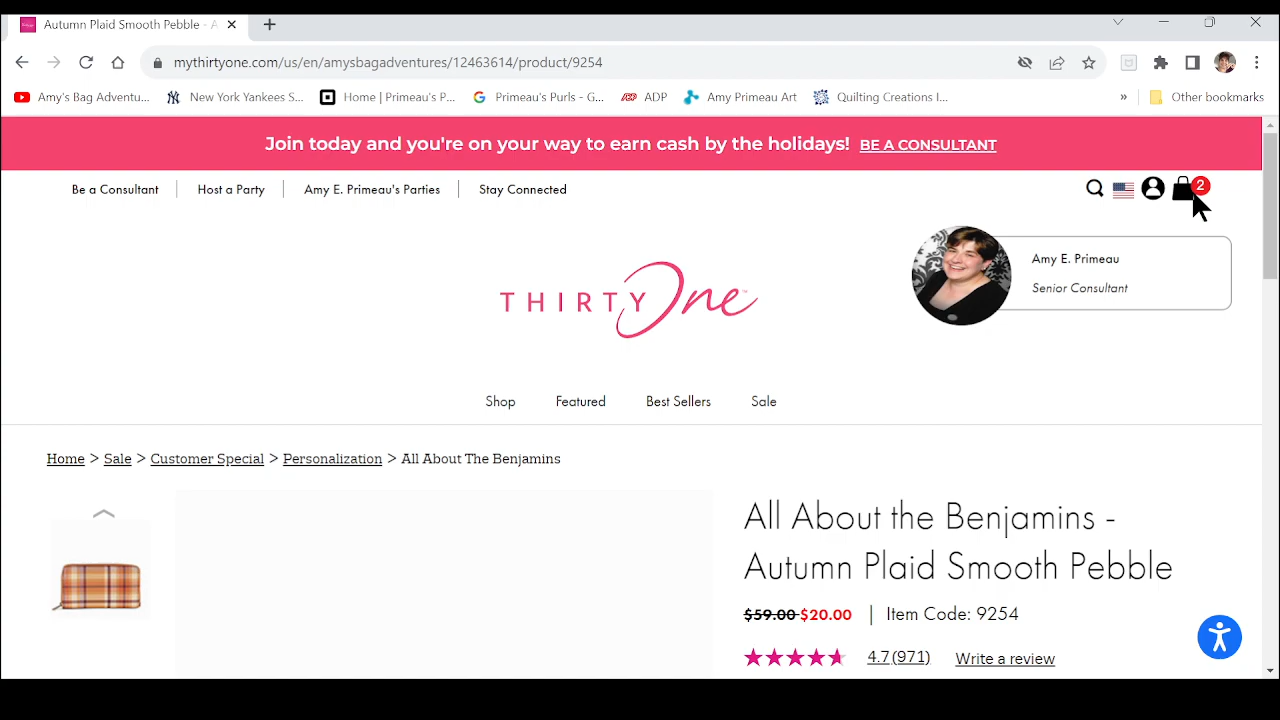 Autumn Plaid Smooth Pebble - A
mythirtyone.com/us/en/amysbagadventures/12463614/product/9254
Amy's Bag Adventu...
New York Yankees S...
Home | Primeau's P...
Primeau's Purls - G...
ADP
Amy Primeau Art
Quilting Creations I...
»
Other bookmarks
Join today and you're on your way to earn cash by the holidays! BE A CONSULTANT
Be a Consultant
Host a Party
Amy E. Primeau's Parties
Stay Connected
2
Amy E. Primeau
Senior Consultant
THIRTY One
Shop
Featured
Best Sellers
Sale
Home > Sale > Customer Special > Personalization > All About The Benjamins
All About the Benjamins -
Autumn Plaid Smooth Pebble
$59.00 $20.00 | Item Code: 9254
4.7 (971) Write a review